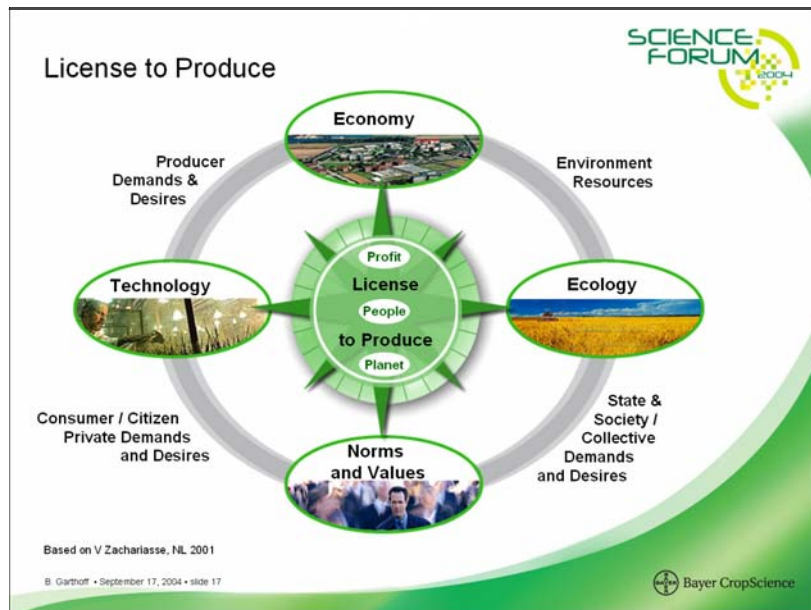 SCIENCE
FORUM
2004
License to Produce
Economy
Producer
Demands &
Desires
Environment
Resources
Profit
Technology
License
Ecology
People
to Produce
Planet
Consumer / Citizen
Private Demands
and Desires
State &
Society /
Collective
Demands
and Desires
Norms
and Values
Based on V Zachariasse, NL 2001
B. Garthoff • September 17, 2004 • slide 17
BAYER
Bayer CropScience